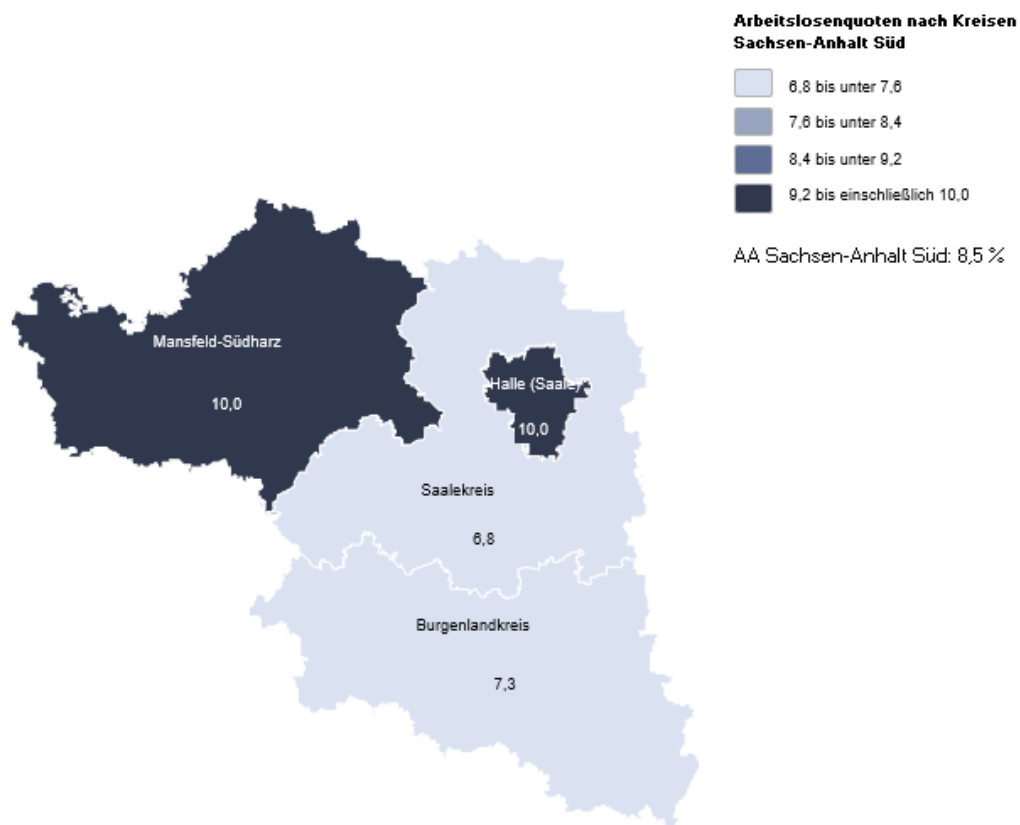 Arbeitslosenquoten nach Kreisen
Sachsen-Anhalt Süd
6,8 bis unter 7,6
7,6 bis unter 8,4
8,4 bis unter 9,2
9,2 bis einschließlich 10,0
AA Sachsen-Anhalt Süd: 8,5 %
Mansfeld-Südharz
10,0
Halle (Saale)
10,0
Saalekreis
6,8
Burgenlandkreis
7,3